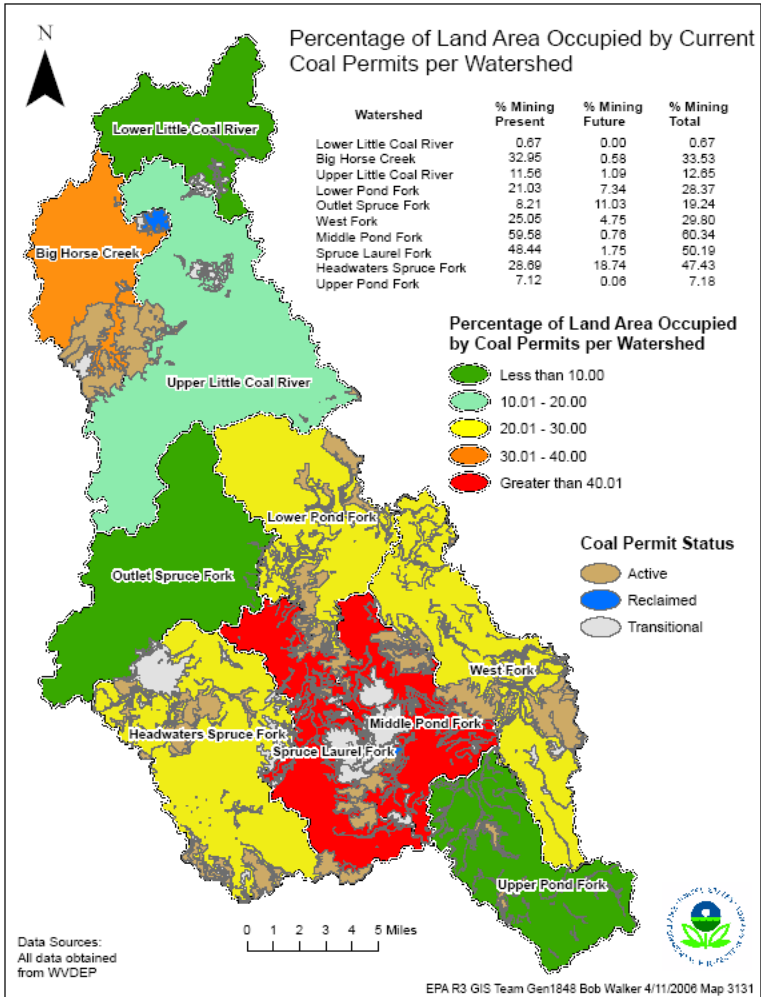 N
Percentage of Land Area Occupied by Current
Coal Permits per Watershed
Watershed % Mining Present % Mining Future % Mining Total
Lower Little Coal River 0.67 0.00 0.67
Big Horse Creek 32.95 0.58 33.53
Upper Little Coal River 11.56 1.09 12.65
Lower Pond Fork 21.03 7.34 28.37
Outlet Spruce Fork 8.21 11.03 19.24
West Fork 25.05 4.75 29.80
Middle Pond Fork 59.58 0.76 60.34
Spruce Laurel Fork 48.44 1.75 50.19
Headwaters Spruce Fork 28.69 18.74 47.43
Upper Pond Fork 7.12 0.06 7.18
Lower Little Coal River
Big Horse Creek
Upper Little Coal River
Percentage of Land Area Occupied
by Coal Permits per Watershed
Less than 10.00
10.01 - 20.00
20.01 - 30.00
30.01 - 40.00
Greater than 40.01
Lower Pond Fork
Outlet Spruce Fork
Coal Permit Status
Active
Reclaimed
Transitional
West Fork
Middle Pond Fork
Headwaters Spruce Fork
Spruce Laurel Fork
Upper Pond Fork
0 1 2 3 4 5 Miles
Data Sources:
All data obtained
from WVDEP
EPA R3 GIS Team Gen1848 Bob Walker 4/11/2006 Map 3131